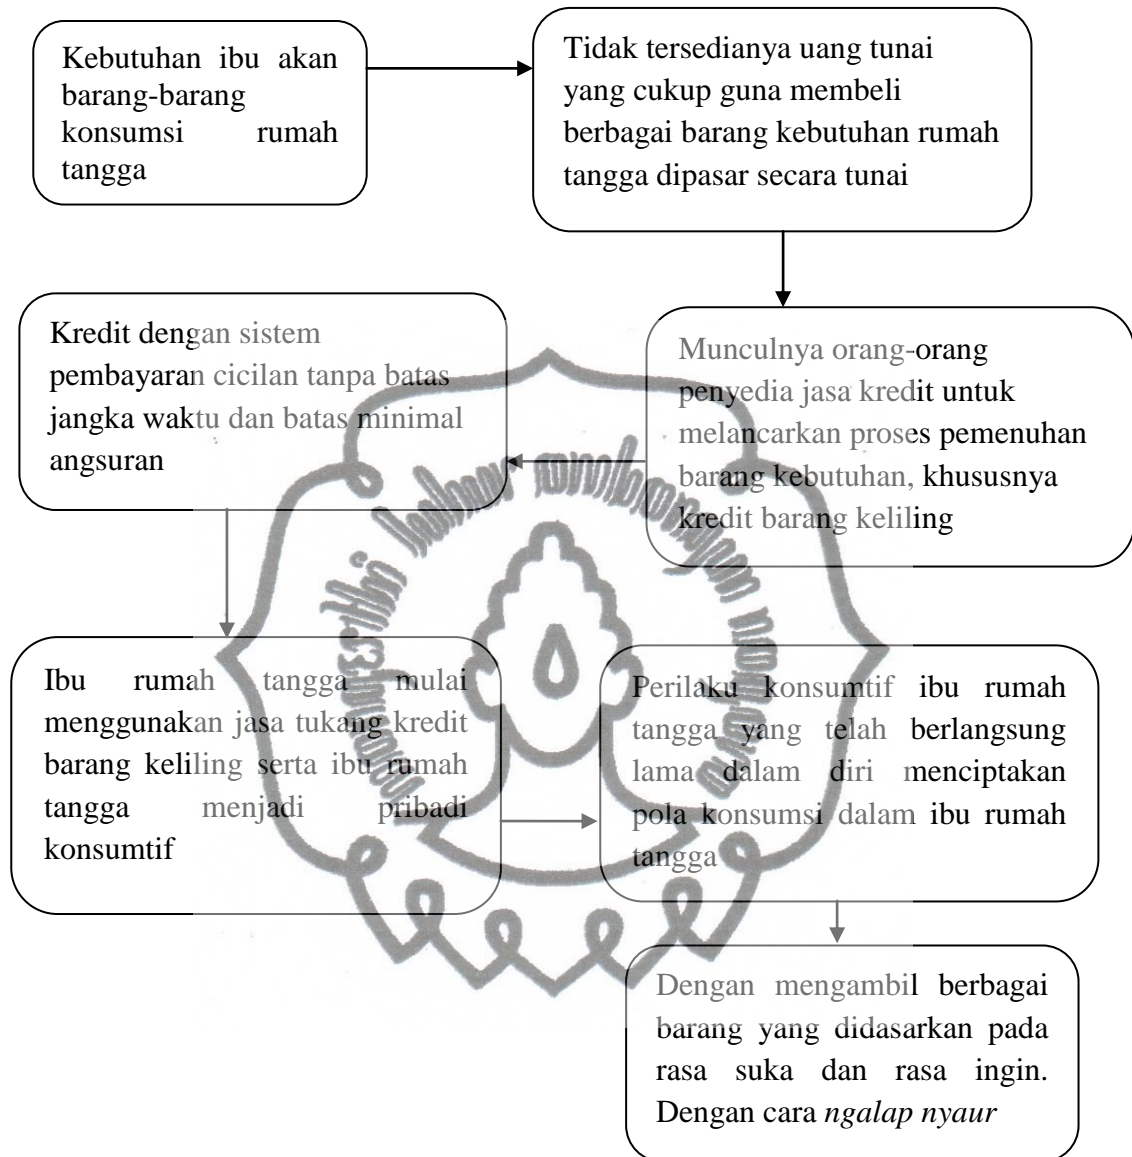 Kebutuhan ibu akan
barang-barang
konsumsi rumah
tangga
Tidak tersedianya uang tunai
yang cukup guna membeli
berbagai barang kebutuhan rumah
tangga dipasar secara tunai
Munculnya orang-orang
penyedia jasa kredit untuk
melancarkan proses pemenuhan
barang kebutuhan, khususnya
kredit barang keliling
Kredit dengan sistem
pembayaran cicilan tanpa batas
jangka waktu dan batas minimal
angsuran
Ibu rumah tangga mulai
menggunakan jasa tukang kredit
barang keliling serta ibu rumah
tangga menjadi pribadi
konsumtif
Perilaku konsumtif ibu rumah
tangga yang telah berlangsung
lama dalam diri menciptakan
pola konsumsi dalam ibu rumah
tangga
Dengan mengambil berbagai
barang yang didasarkan pada
rasa suka dan rasa ingin.
Dengan cara ngalap nyaur